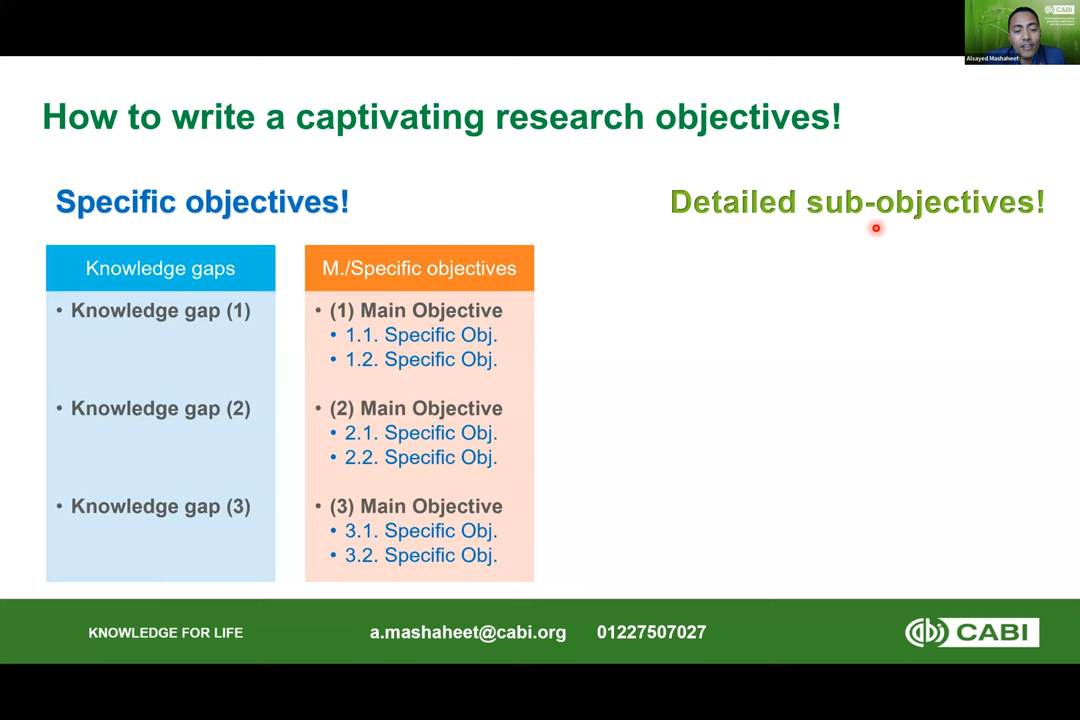 CABI
Alsayed Mashaheet
How to write a captivating research objectives!
Specific objectives!
Detailed sub-objectives!
Knowledge gaps
• Knowledge gap (1)
• Knowledge gap (2)
• Knowledge gap (3)
M./Specific objectives
• (1) Main Objective
• 1.1. Specific Obj.
• 1.2. Specific Obj.
• (2) Main Objective
• 2.1. Specific Obj.
• 2.2. Specific Obj.
• (3) Main Objective
• 3.1. Specific Obj.
• 3.2. Specific Obj.
KNOWLEDGE FOR LIFE
a.mashaheet@cabi.org 01227507027
CABI